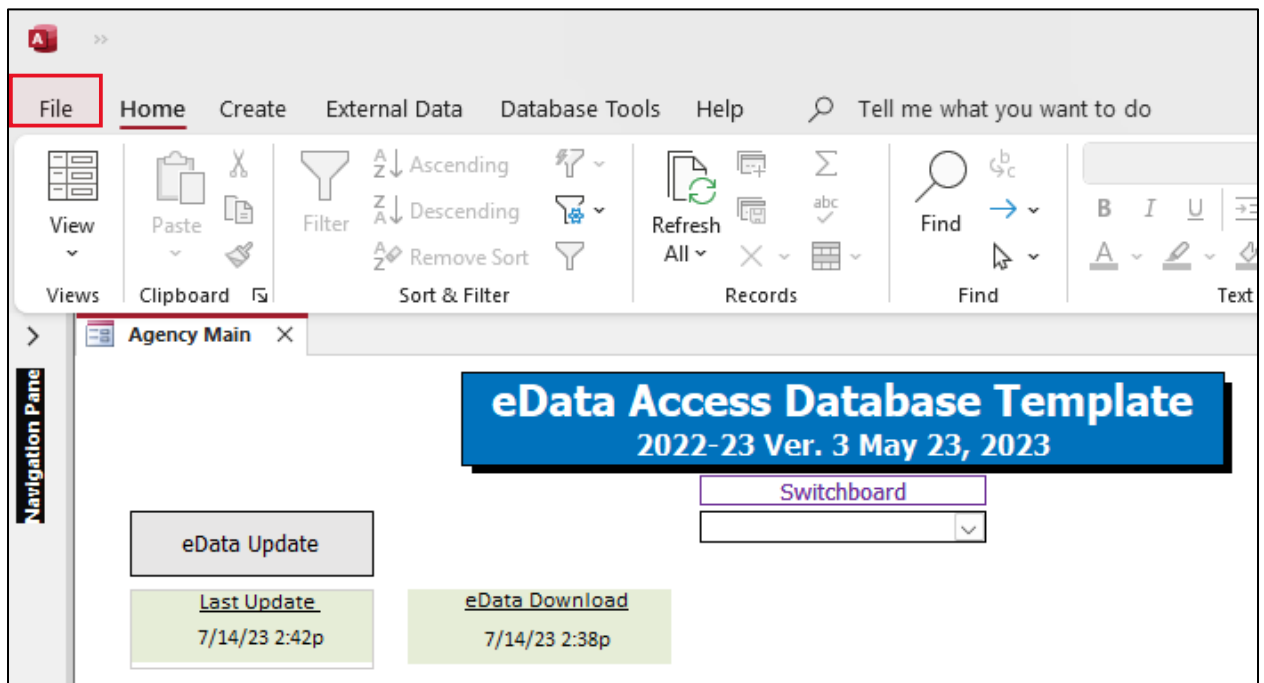 A >>
File Home Create External Data Database Tools Help Tell me what you want to do
View Paste Filter Ascending Descending Remove Sort Refresh All abc Find B I U A
Views Clipboard Sort & Filter Records Find Text
Agency Main
Navigation Pane
eData Access Database Template
2022-23 Ver. 3 May 23, 2023
Switchboard
eData Update
Last Update eData Download
7/14/23 2:42p 7/14/23 2:38p